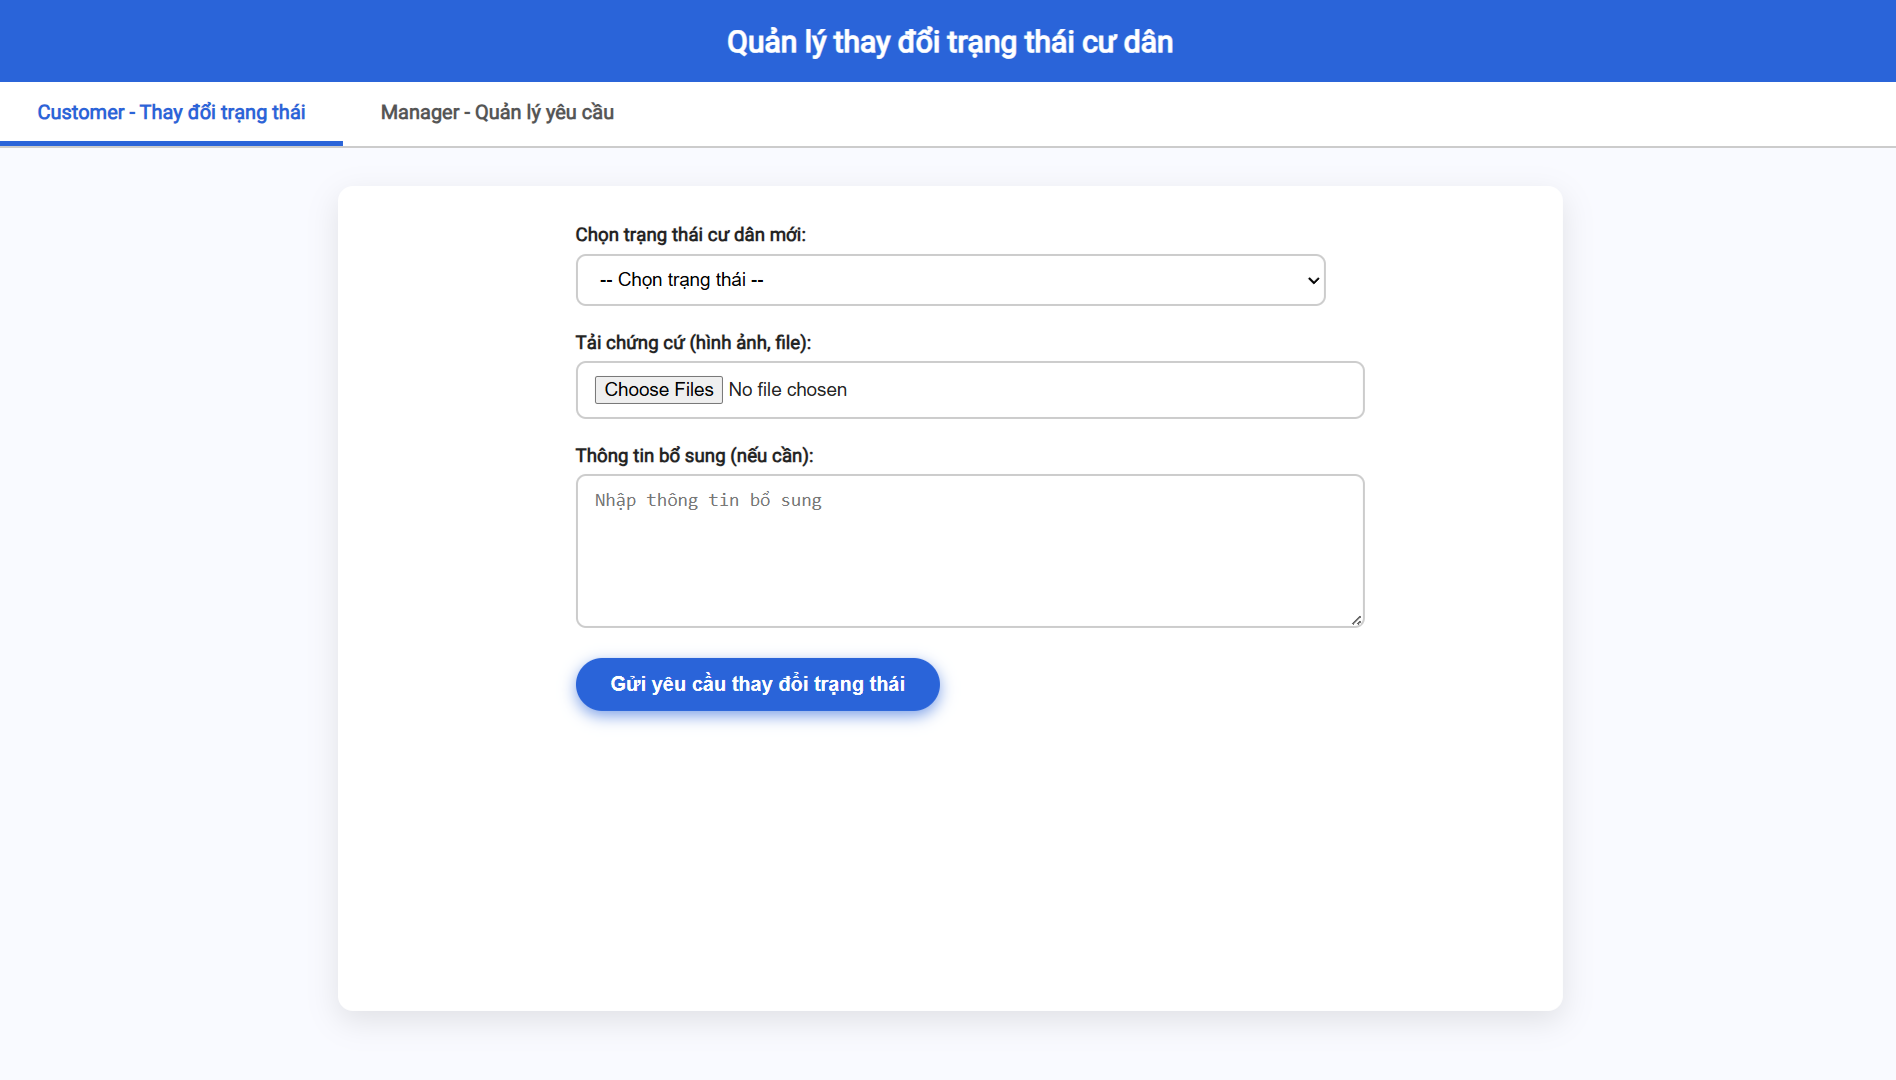 Quản lý thay đổi trạng thái cư dân
Customer - Thay đổi trạng thái
Manager - Quản lý yêu cầu
Chọn trạng thái cư dân mới:
-- Chọn trạng thái --
Tải chứng cứ (hình ảnh, file):
Choose Files No file chosen
Thông tin bổ sung (nếu cần):
Nhập thông tin bổ sung
Gửi yêu cầu thay đổi trạng thái